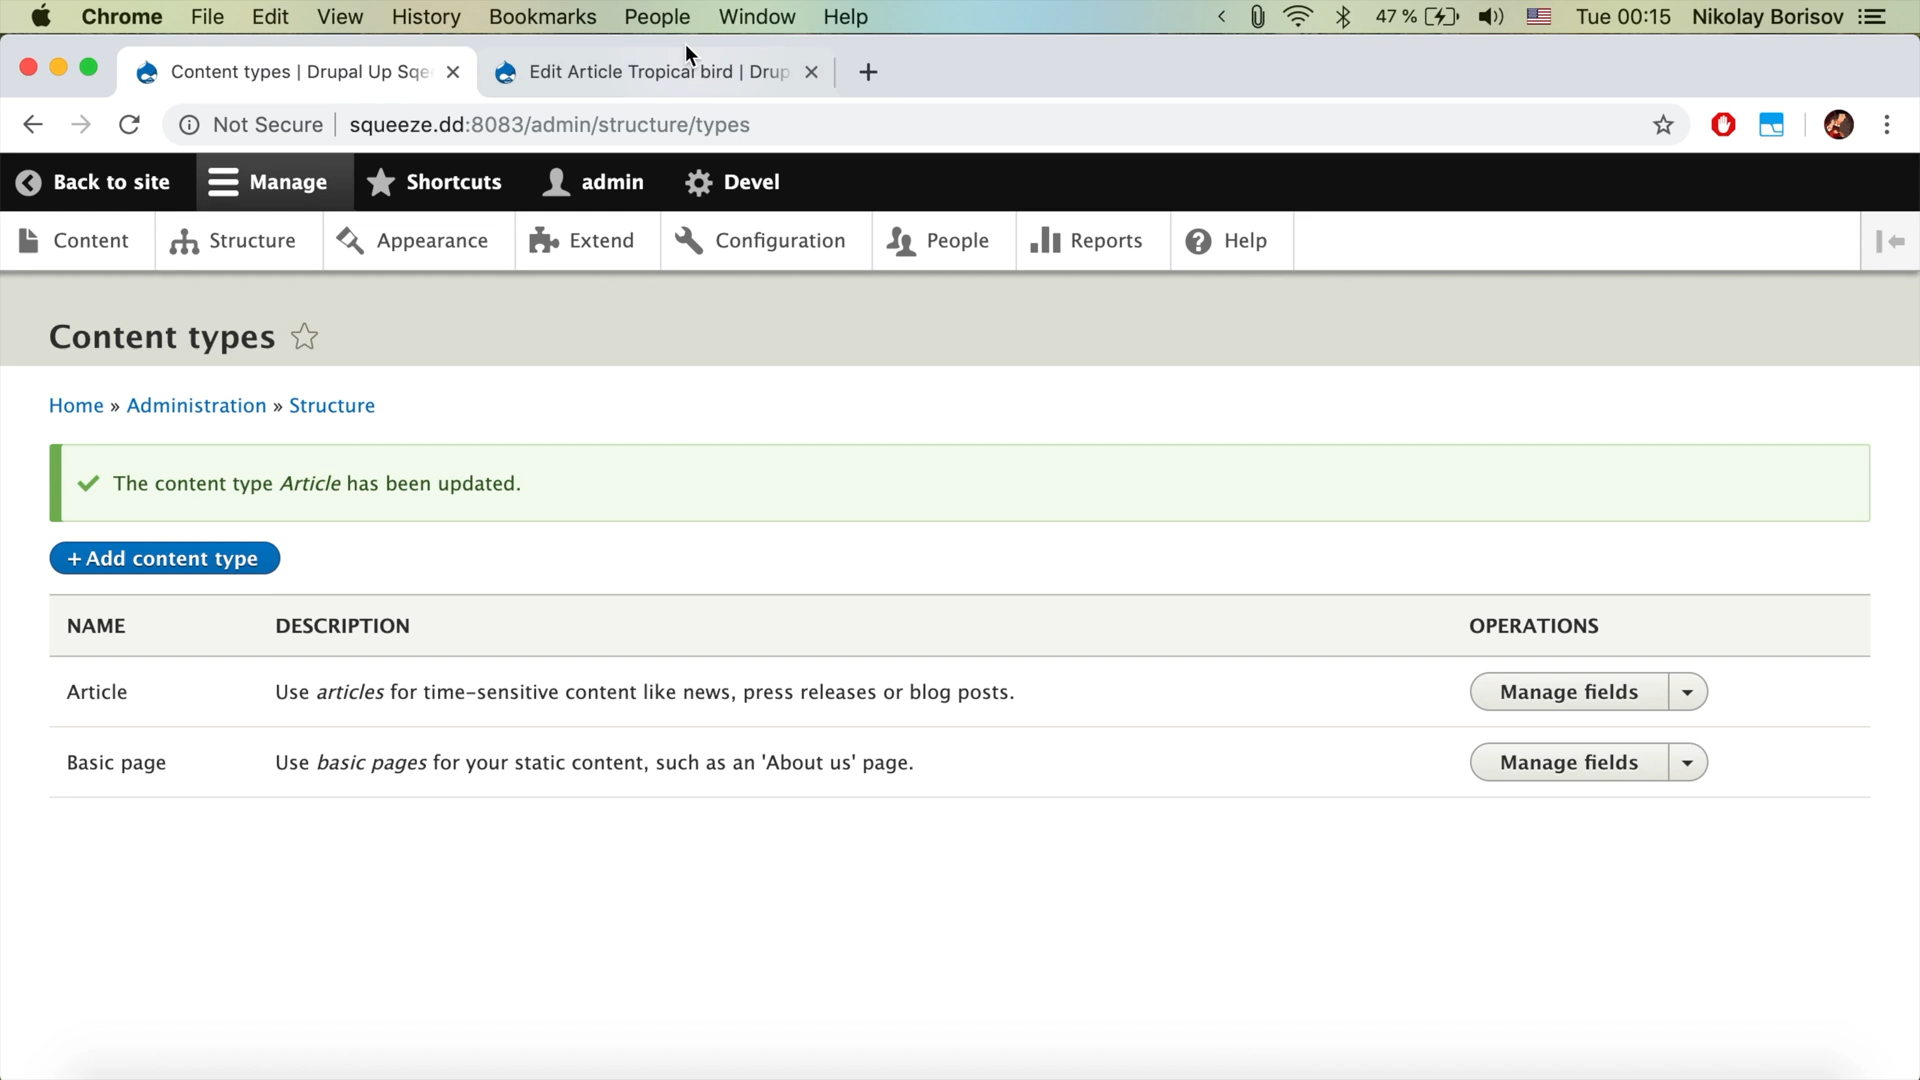 Chrome File Edit View History Bookmarks People Window Help 47 % Tue 00:15 Nikolay Borisov
Content types | Drupal Up Sqe Edit Article Tropical bird | Drup
Not Secure squeeze.dd:8083/admin/structure/types
Back to site Manage Shortcuts admin Devel
Content Structure Appearance Extend Configuration People Reports Help
Content types
Home » Administration » Structure
The content type Article has been updated.
+ Add content type
NAME DESCRIPTION OPERATIONS
Article Use articles for time-sensitive content like news, press releases or blog posts. Manage fields
Basic page Use basic pages for your static content, such as an 'About us' page. Manage fields